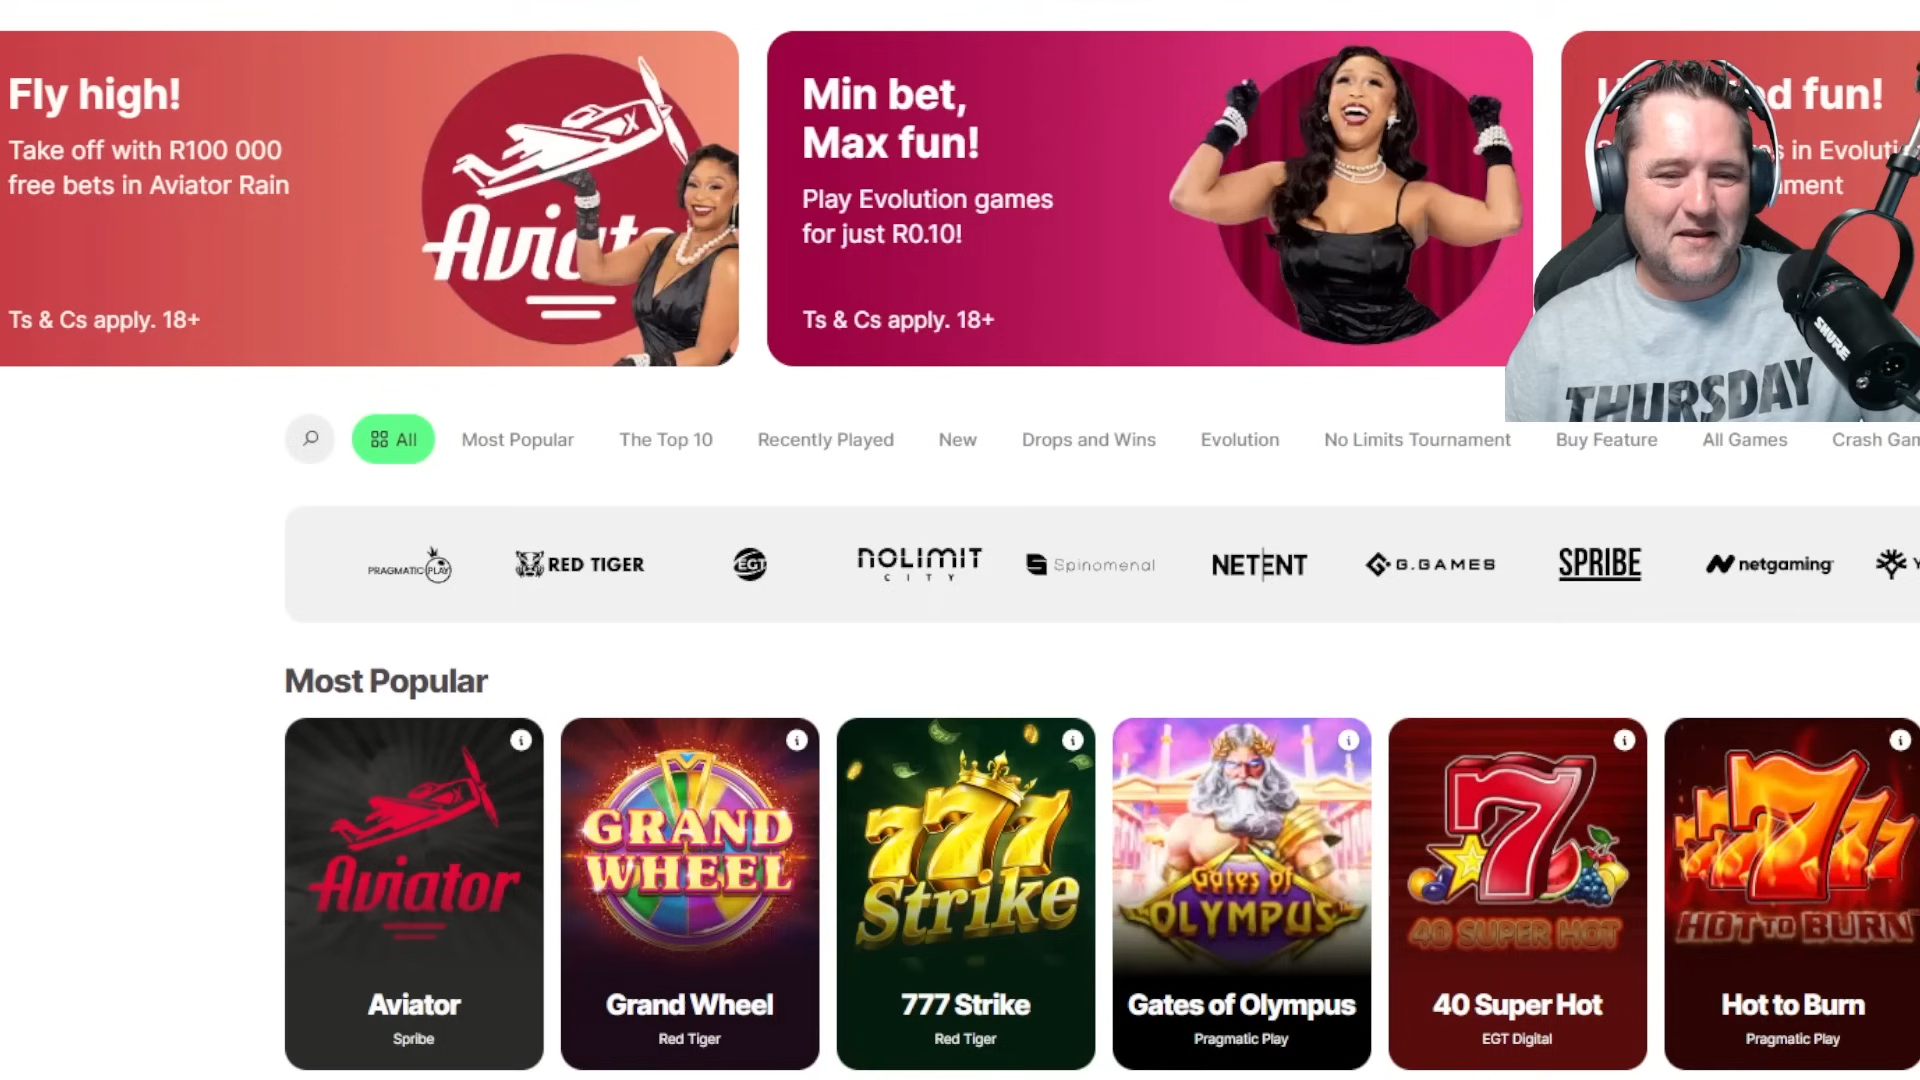 Fly high!
Take off with R100 000
free bets in Aviator Rain
Ts & Cs apply. 18+
Min bet,
Max fun!
Play Evolution games
for just R0.10!
Ts & Cs apply. 18+
fun!
in
SHURE
THURSDAY
All
Most Popular
The Top 10
Recently Played
New
Drops and Wins
Evolution
No Limits Tournament
Buy Feature
All Games
Crash
PRAGMATIC PLAY
RED TIGER
EGT
NOLIMIT
CITY
Spinomenal
NETENT
G.GAMES
SPRIBE
netgaming
Most Popular
Aviator
Aviator
Spribe
GRAND
WHEEL
Grand Wheel
Red Tiger
777
Strike
777 Strike
Red Tiger
Gates of
OLYMPUS
Gates of Olympus
Pragmatic Play
7
40 SUPER HOT
40 Super Hot
EGT Digital
777
HOT TO BURN
Hot to Burn
Pragmatic Play